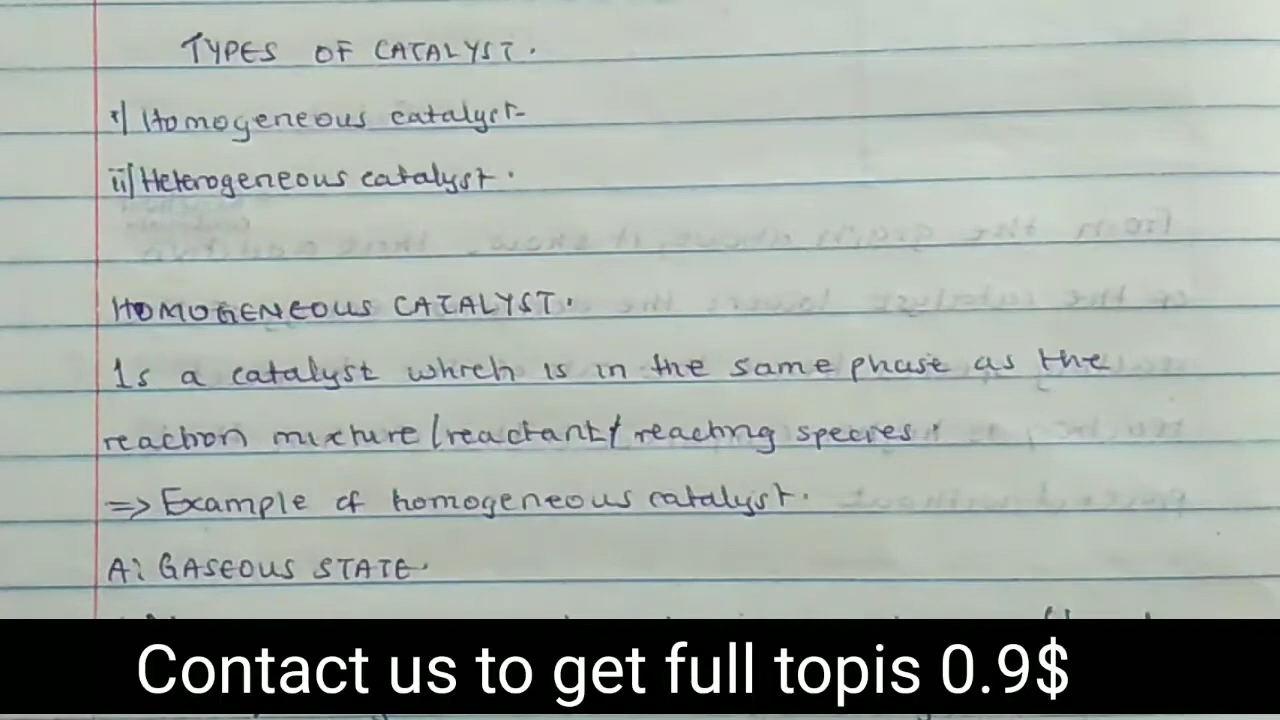 TYPES OF CATALYST.
i/ Homogeneous catalyst
ii/ Heterogeneous catalyst.
HOMOGENEOUS CATALYST.
Is a catalyst which is in the same phase as the
reaction mixture/reactant/reacting species.
=> Example of homogeneous catalyst.
A: GASEOUS STATE.
Contact us to get full topis 0.9$